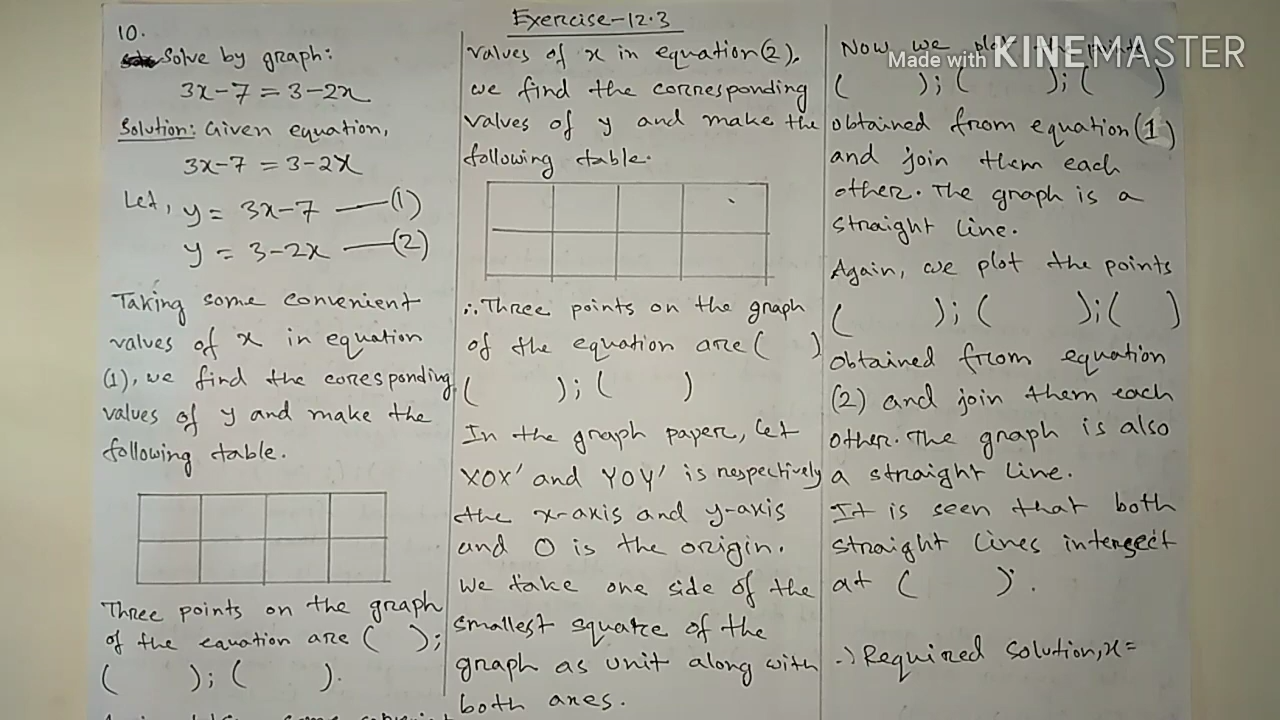 Exercise-12.3
10.
Solve by graph:
3x-7 = 3-2x
Solution: Given equation,
3x-7 = 3-2x
Let, y = 3x-7 —(1)
y = 3-2x —(2)
Taking some convenient
values of x in equation
(1), we find the coresponding
values of y and make the
following table.
Three points on the graph
of the equation are ( );
( ); ( ).
values of x in equation(2),
we find the corresponding
values of y and make the
following table.
∴ Three points on the graph
of the equation are ( )
( ); ( )
In the graph paper, let
XOX' and YOY' is respectively
the x-axis and y-axis
and O is the origin.
we take one side of the
smallest square of the
graph as unit along with
both axes.
Now we plot
Made with KINEMASTER
( ); ( ); ( )
obtained from equation(1)
and join them each
other. The graph is a
straight line.
Again, we plot the points
( ); ( ); ( )
obtained from equation
(2) and join them each
other. The graph is also
a straight line.
It is seen that both
straight lines intersect
at ( ).
∴ Required solution, x=